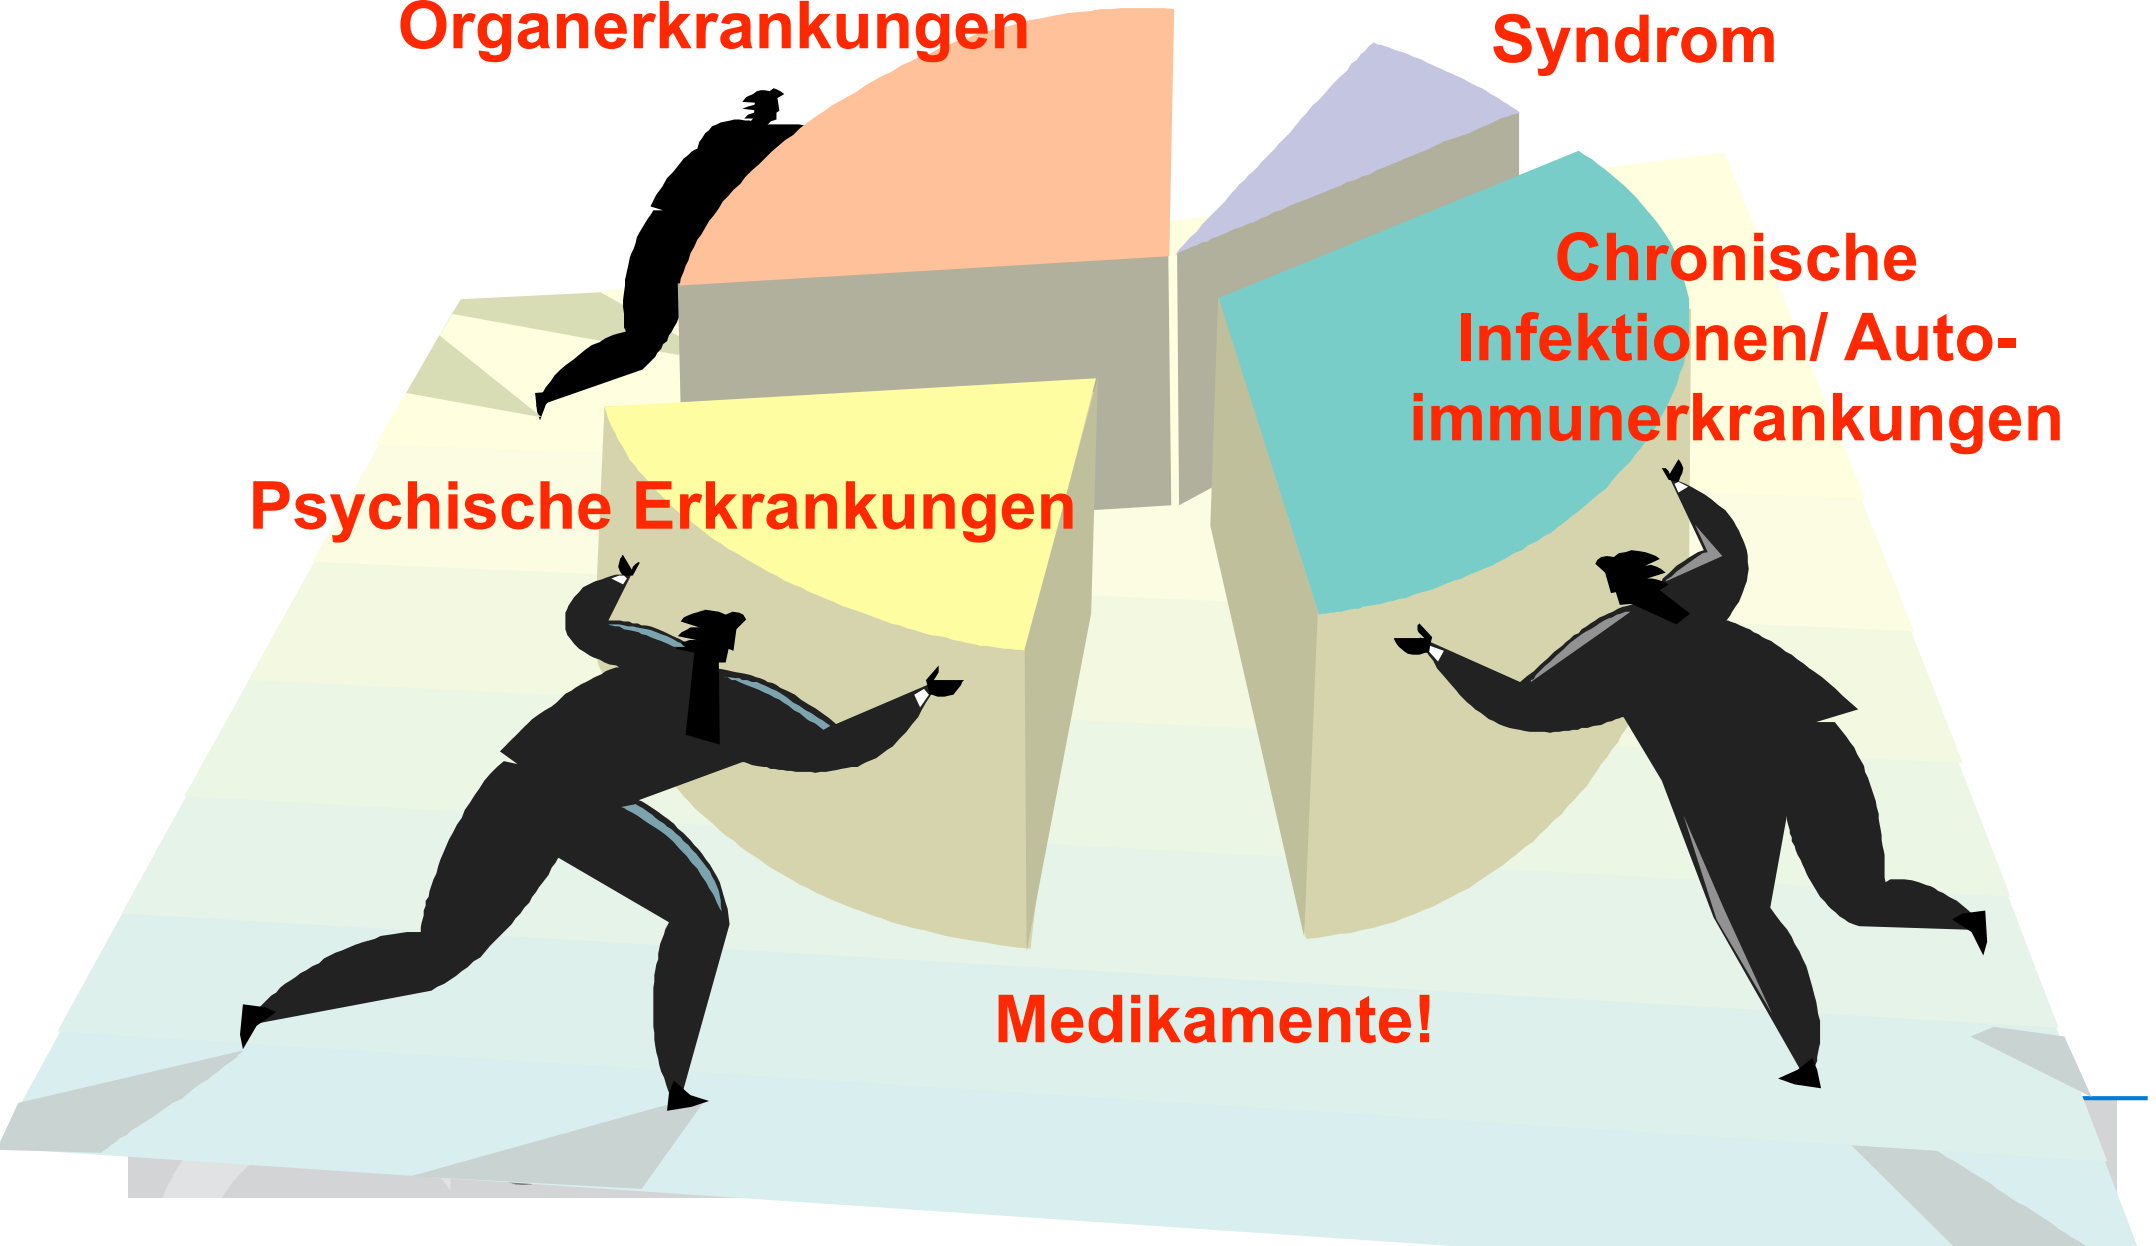 Organerkrankungen
Syndrom
Chronische
Infektionen/ Auto-
immunerkrankungen
Psychische Erkrankungen
Medikamente!